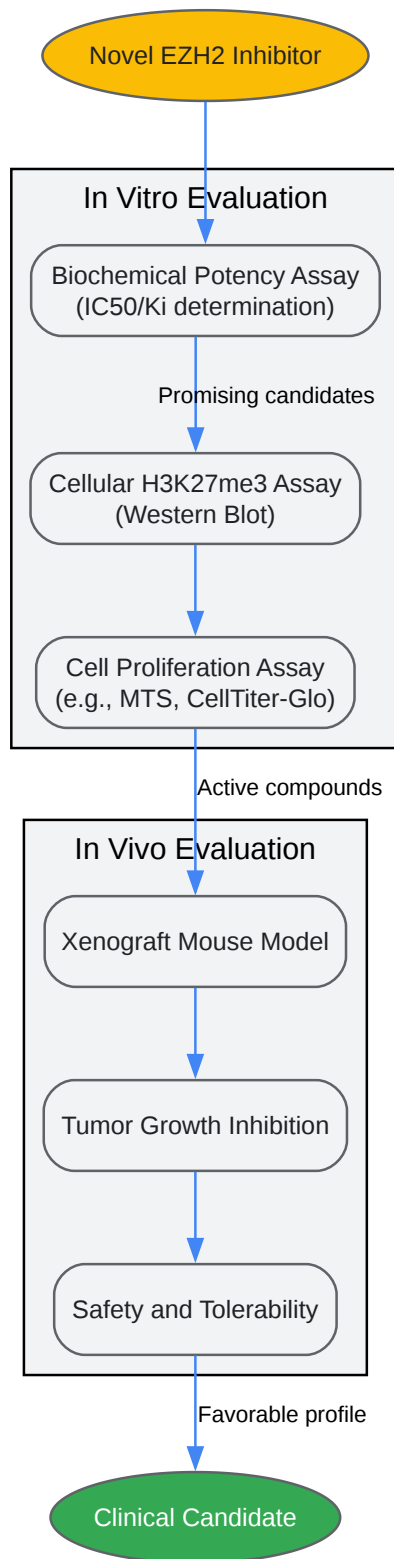 Novel EZH2 Inhibitor
In Vitro Evaluation
Biochemical Potency Assay
(IC50/Ki determination)
Promising candidates
Cellular H3K27me3 Assay
(Western Blot)
Cell Proliferation Assay
(e.g., MTS, CellTiter-Glo)
Active compounds
In Vivo Evaluation
Xenograft Mouse Model
Tumor Growth Inhibition
Safety and Tolerability
Favorable profile
Clinical Candidate